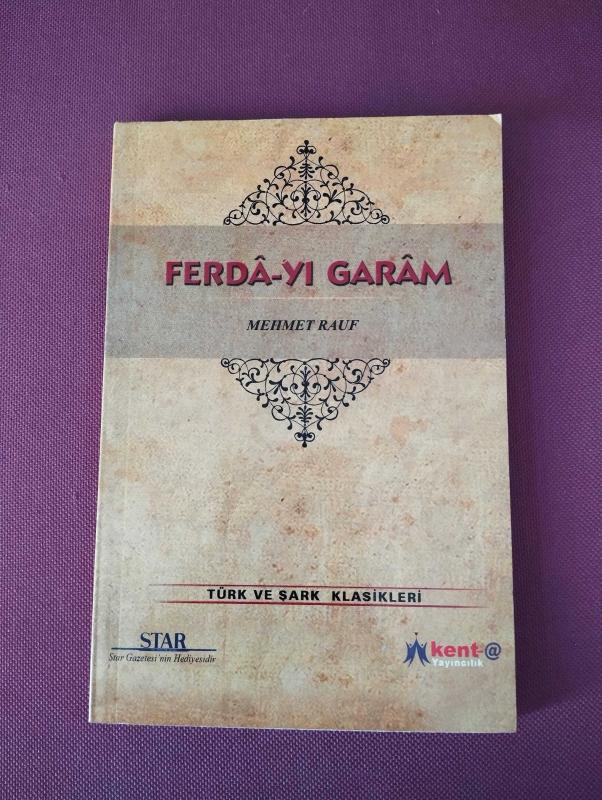 FERDÂ-YI GARÂM
MEHMET RAUF
TÜRK VE ŞARK KLASİKLERİ
STAR
Star Gazetesi'nin Hediyesidir
kent-@
Yayıncılık